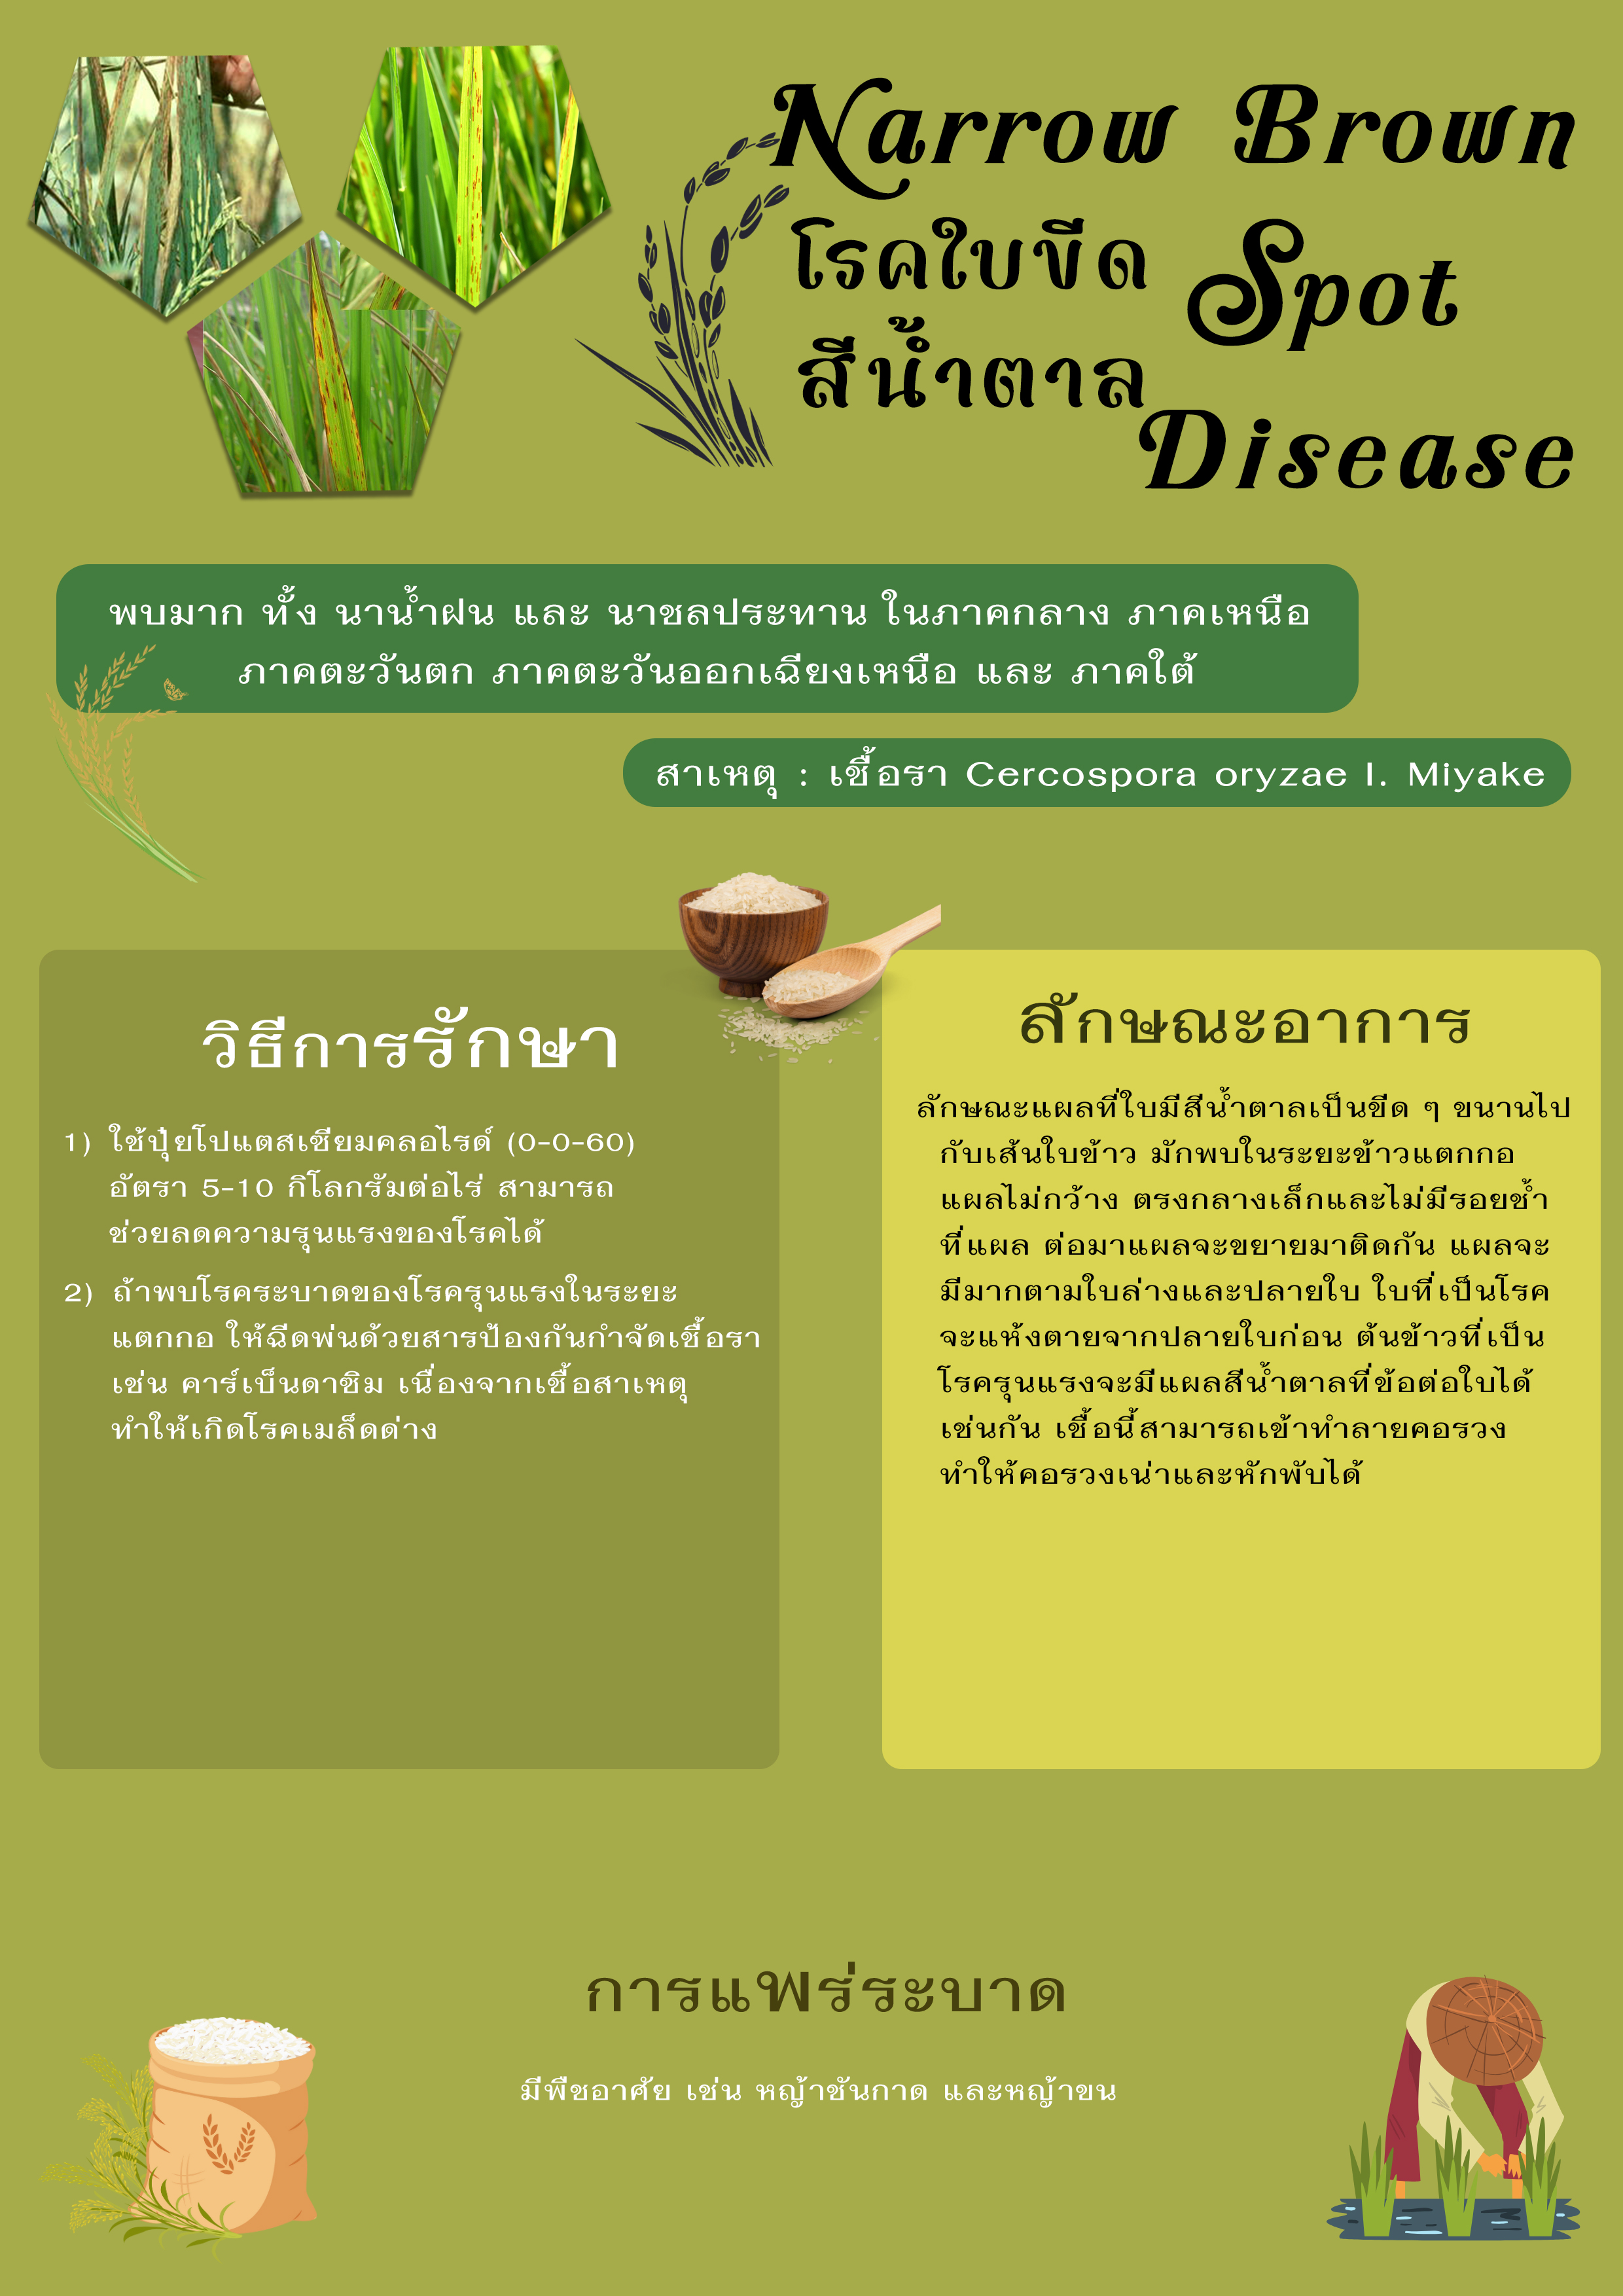 Narrow Brown
Spot
Disease
โรคใบขีด
สีน้ำตาล
พบมาก ทั้ง นาน้ำฝน และ นาชลประทาน ในภาคกลาง ภาคเหนือ
ภาคตะวันตก ภาคตะวันออกเฉียงเหนือ และ ภาคใต้
สาเหตุ : เชื้อรา Cercospora oryzae I. Miyake
วิธีการรักษา
1) ใช้ปุ๋ยโปแตสเซียมคลอไรด์ (0-0-60)
อัตรา 5-10 กิโลกรัมต่อไร่ สามารถ
ช่วยลดความรุนแรงของโรคได้
2) ถ้าพบโรคระบาดของโรครุนแรงในระยะ
แตกกอ ให้ฉีดพ่นด้วยสารป้องกันกำจัดเชื้อรา
เช่น คาร์เบ็นดาซิม เนื่องจากเชื้อสาเหตุ
ทำให้เกิดโรคเมล็ดด่าง
ลักษณะอาการ
ลักษณะแผลที่ใบมีสีน้ำตาลเป็นขีด ๆ ขนานไป
กับเส้นใบข้าว มักพบในระยะข้าวแตกกอ
แผลไม่กว้าง ตรงกลางเล็กและไม่มีรอยช้ำ
ที่แผล ต่อมาแผลจะขยายมาติดกัน แผลจะ
มีมากตามใบล่างและปลายใบ ใบที่เป็นโรค
จะแห้งตายจากปลายใบก่อน ต้นข้าวที่เป็น
โรครุนแรงจะมีแผลสีน้ำตาลที่ข้อต่อใบได้
เช่นกัน เชื้อนี้สามารถเข้าทำลายคอรวง
ทำให้คอรวงเน่าและหักพับได้
การแพร่ระบาด
มีพืชอาศัย เช่น หญ้าชันกาด และหญ้าขน